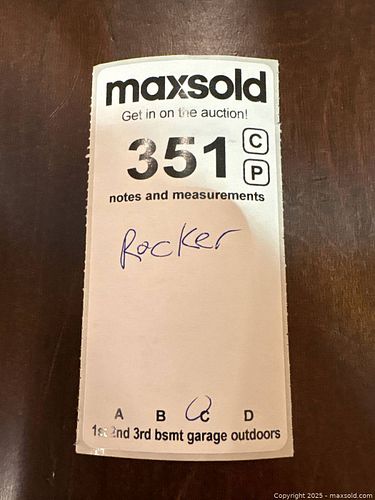 maxsold
Get in on the auction!
351 C
P
notes and measurements
Rocker
A B C D
1st 2nd 3rd bsmt garage outdoors
Copyright 2025 - maxsold.com